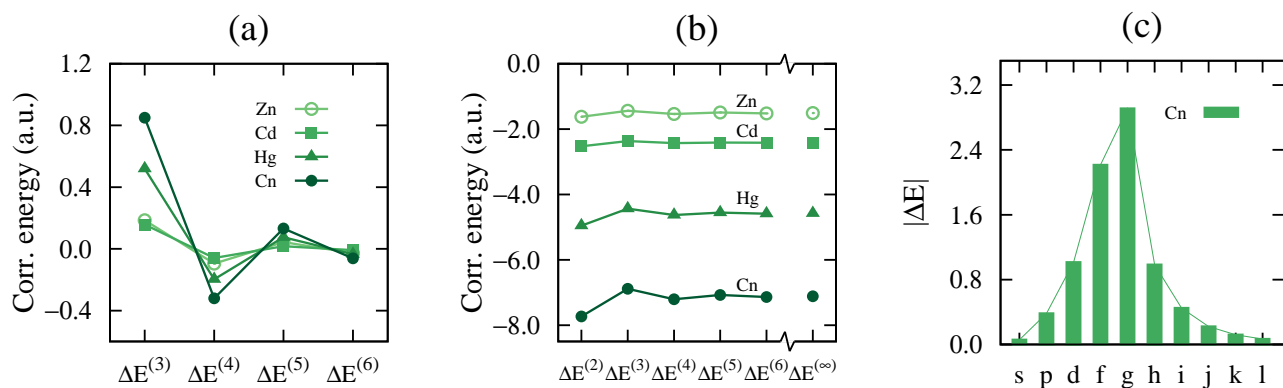 (a)
Corr. energy (a.u.)
1.2
0.8
0.4
0.0
−0.4
Zn
Cd
Hg
Cn
ΔE(3) ΔE(4) ΔE(5) ΔE(6)
(b)
Corr. energy (a.u.)
0.0
−2.0
−4.0
−6.0
−8.0
Zn
Cd
Hg
Cn
ΔE(2) ΔE(3) ΔE(4) ΔE(5) ΔE(6) ΔE(∞)
(c)
|ΔE|
3.2
2.4
1.6
0.8
0.0
Cn
s p d f g h i j k l